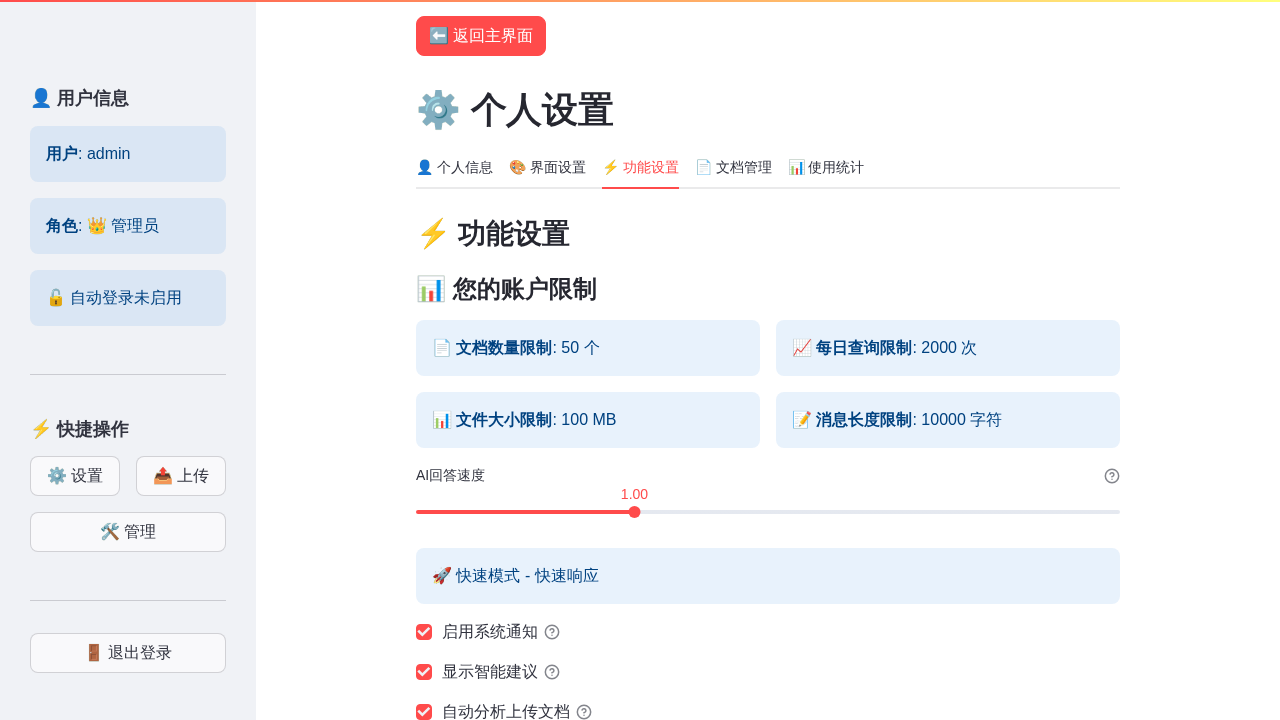 ⬅️ 返回主界面
👤 用户信息
用户: admin
角色: 👑 管理员
🔓 自动登录未启用
⚡ 快捷操作
⚙️ 设置
📤 上传
🛠️ 管理
🚪 退出登录
⚙️ 个人设置
👤 个人信息 🎨 界面设置 ⚡ 功能设置 📄 文档管理 📊 使用统计
⚡ 功能设置
📊 您的账户限制
📄 文档数量限制: 50 个
📈 每日查询限制: 2000 次
📊 文件大小限制: 100 MB
📝 消息长度限制: 10000 字符
AI回答速度
1.00
🚀 快速模式 - 快速响应
启用系统通知
显示智能建议
自动分析上传文档